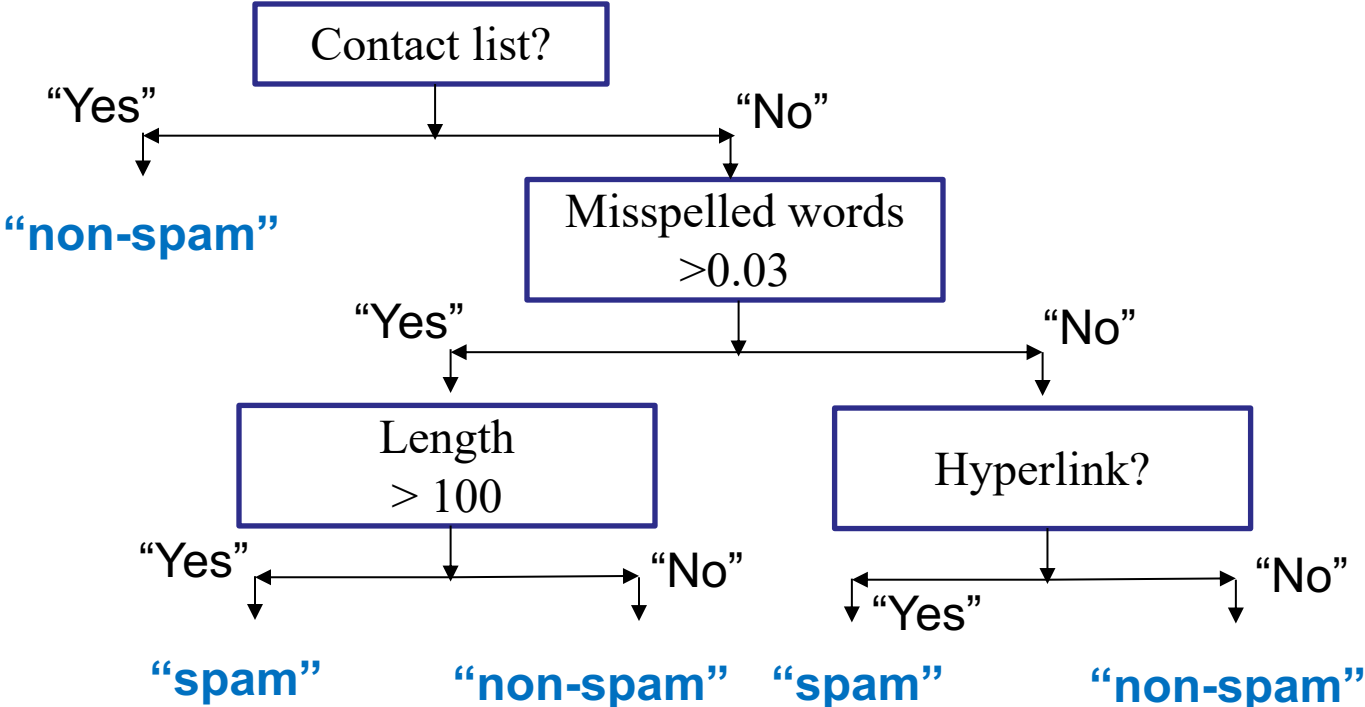 Contact list?
“Yes”
“No”
“non-spam”
Misspelled words
>0.03
“Yes”
“No”
Length
> 100
Hyperlink?
“Yes”
“No”
“Yes”
“No”
“spam”
“non-spam”
“spam”
“non-spam”